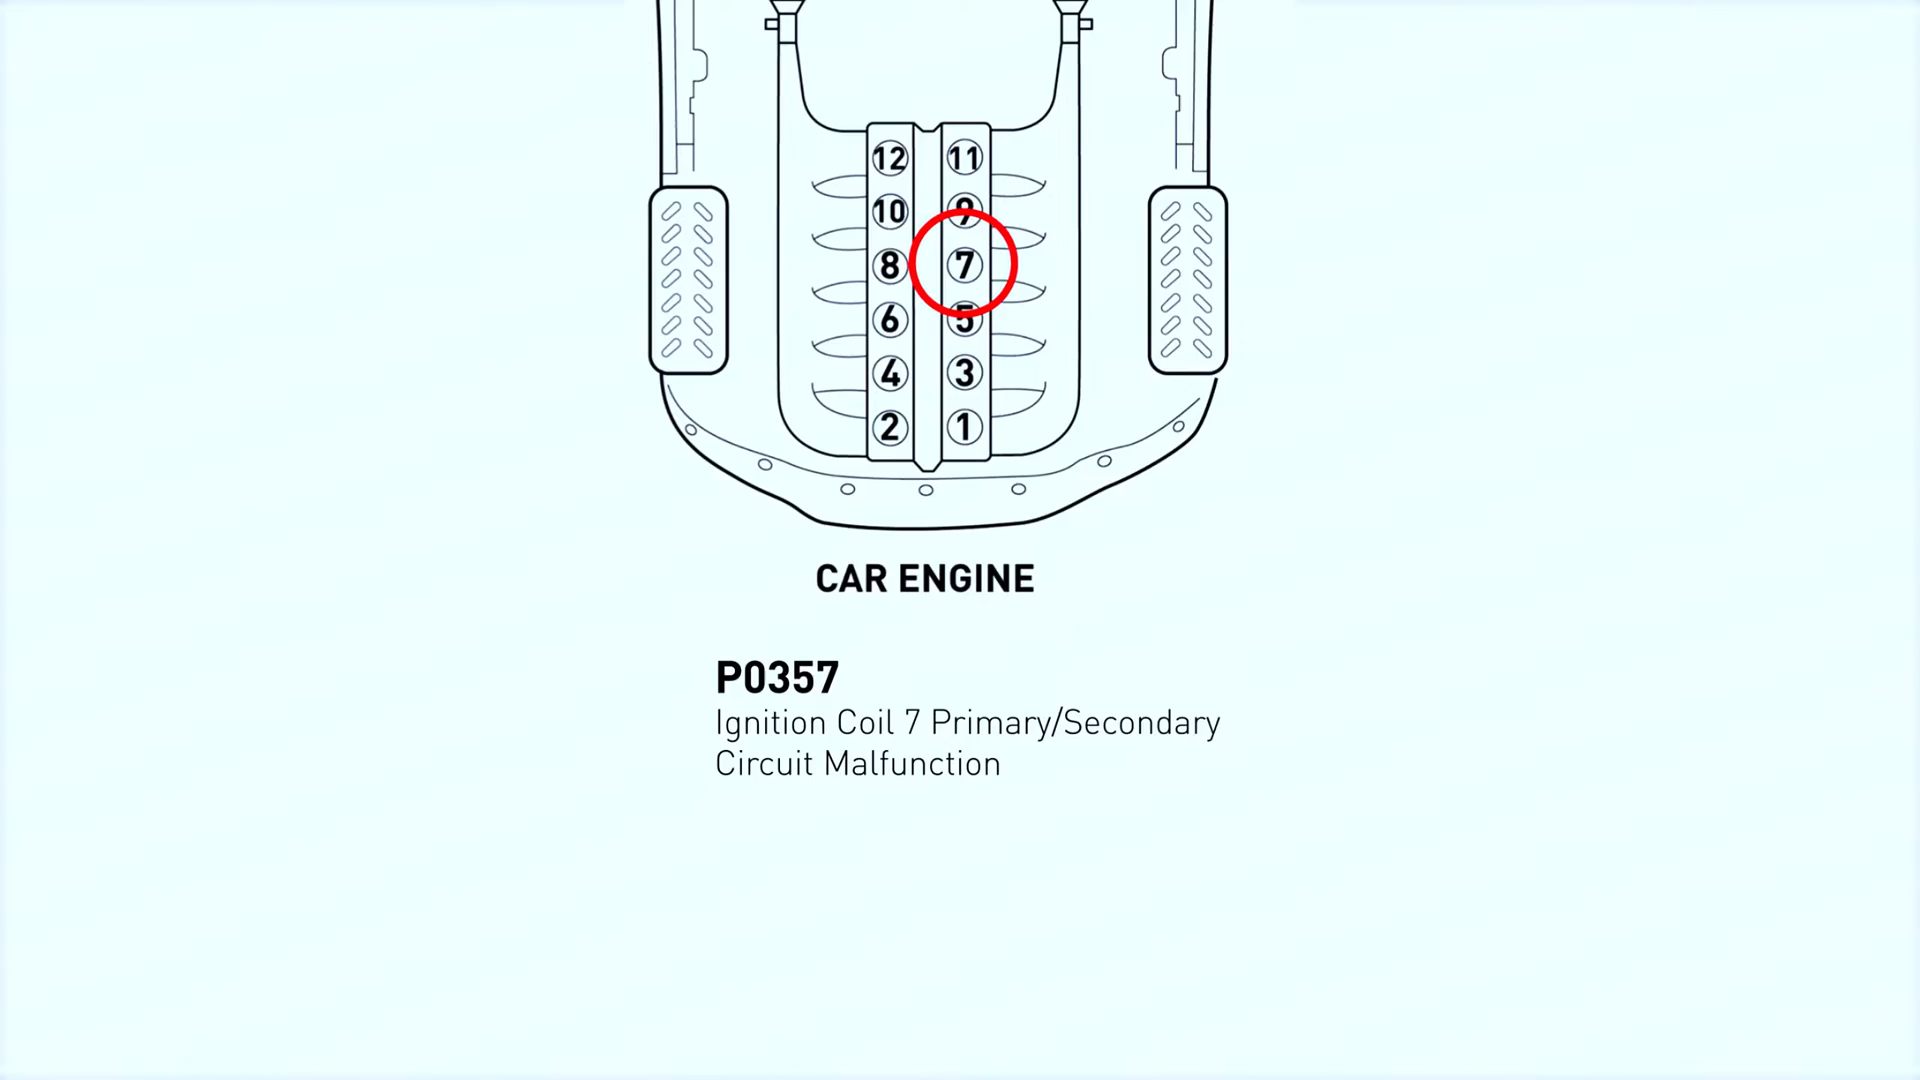 12 11
10 9
8 7
6 5
4 3
2 1
CAR ENGINE
P0357
Ignition Coil 7 Primary/Secondary
Circuit Malfunction